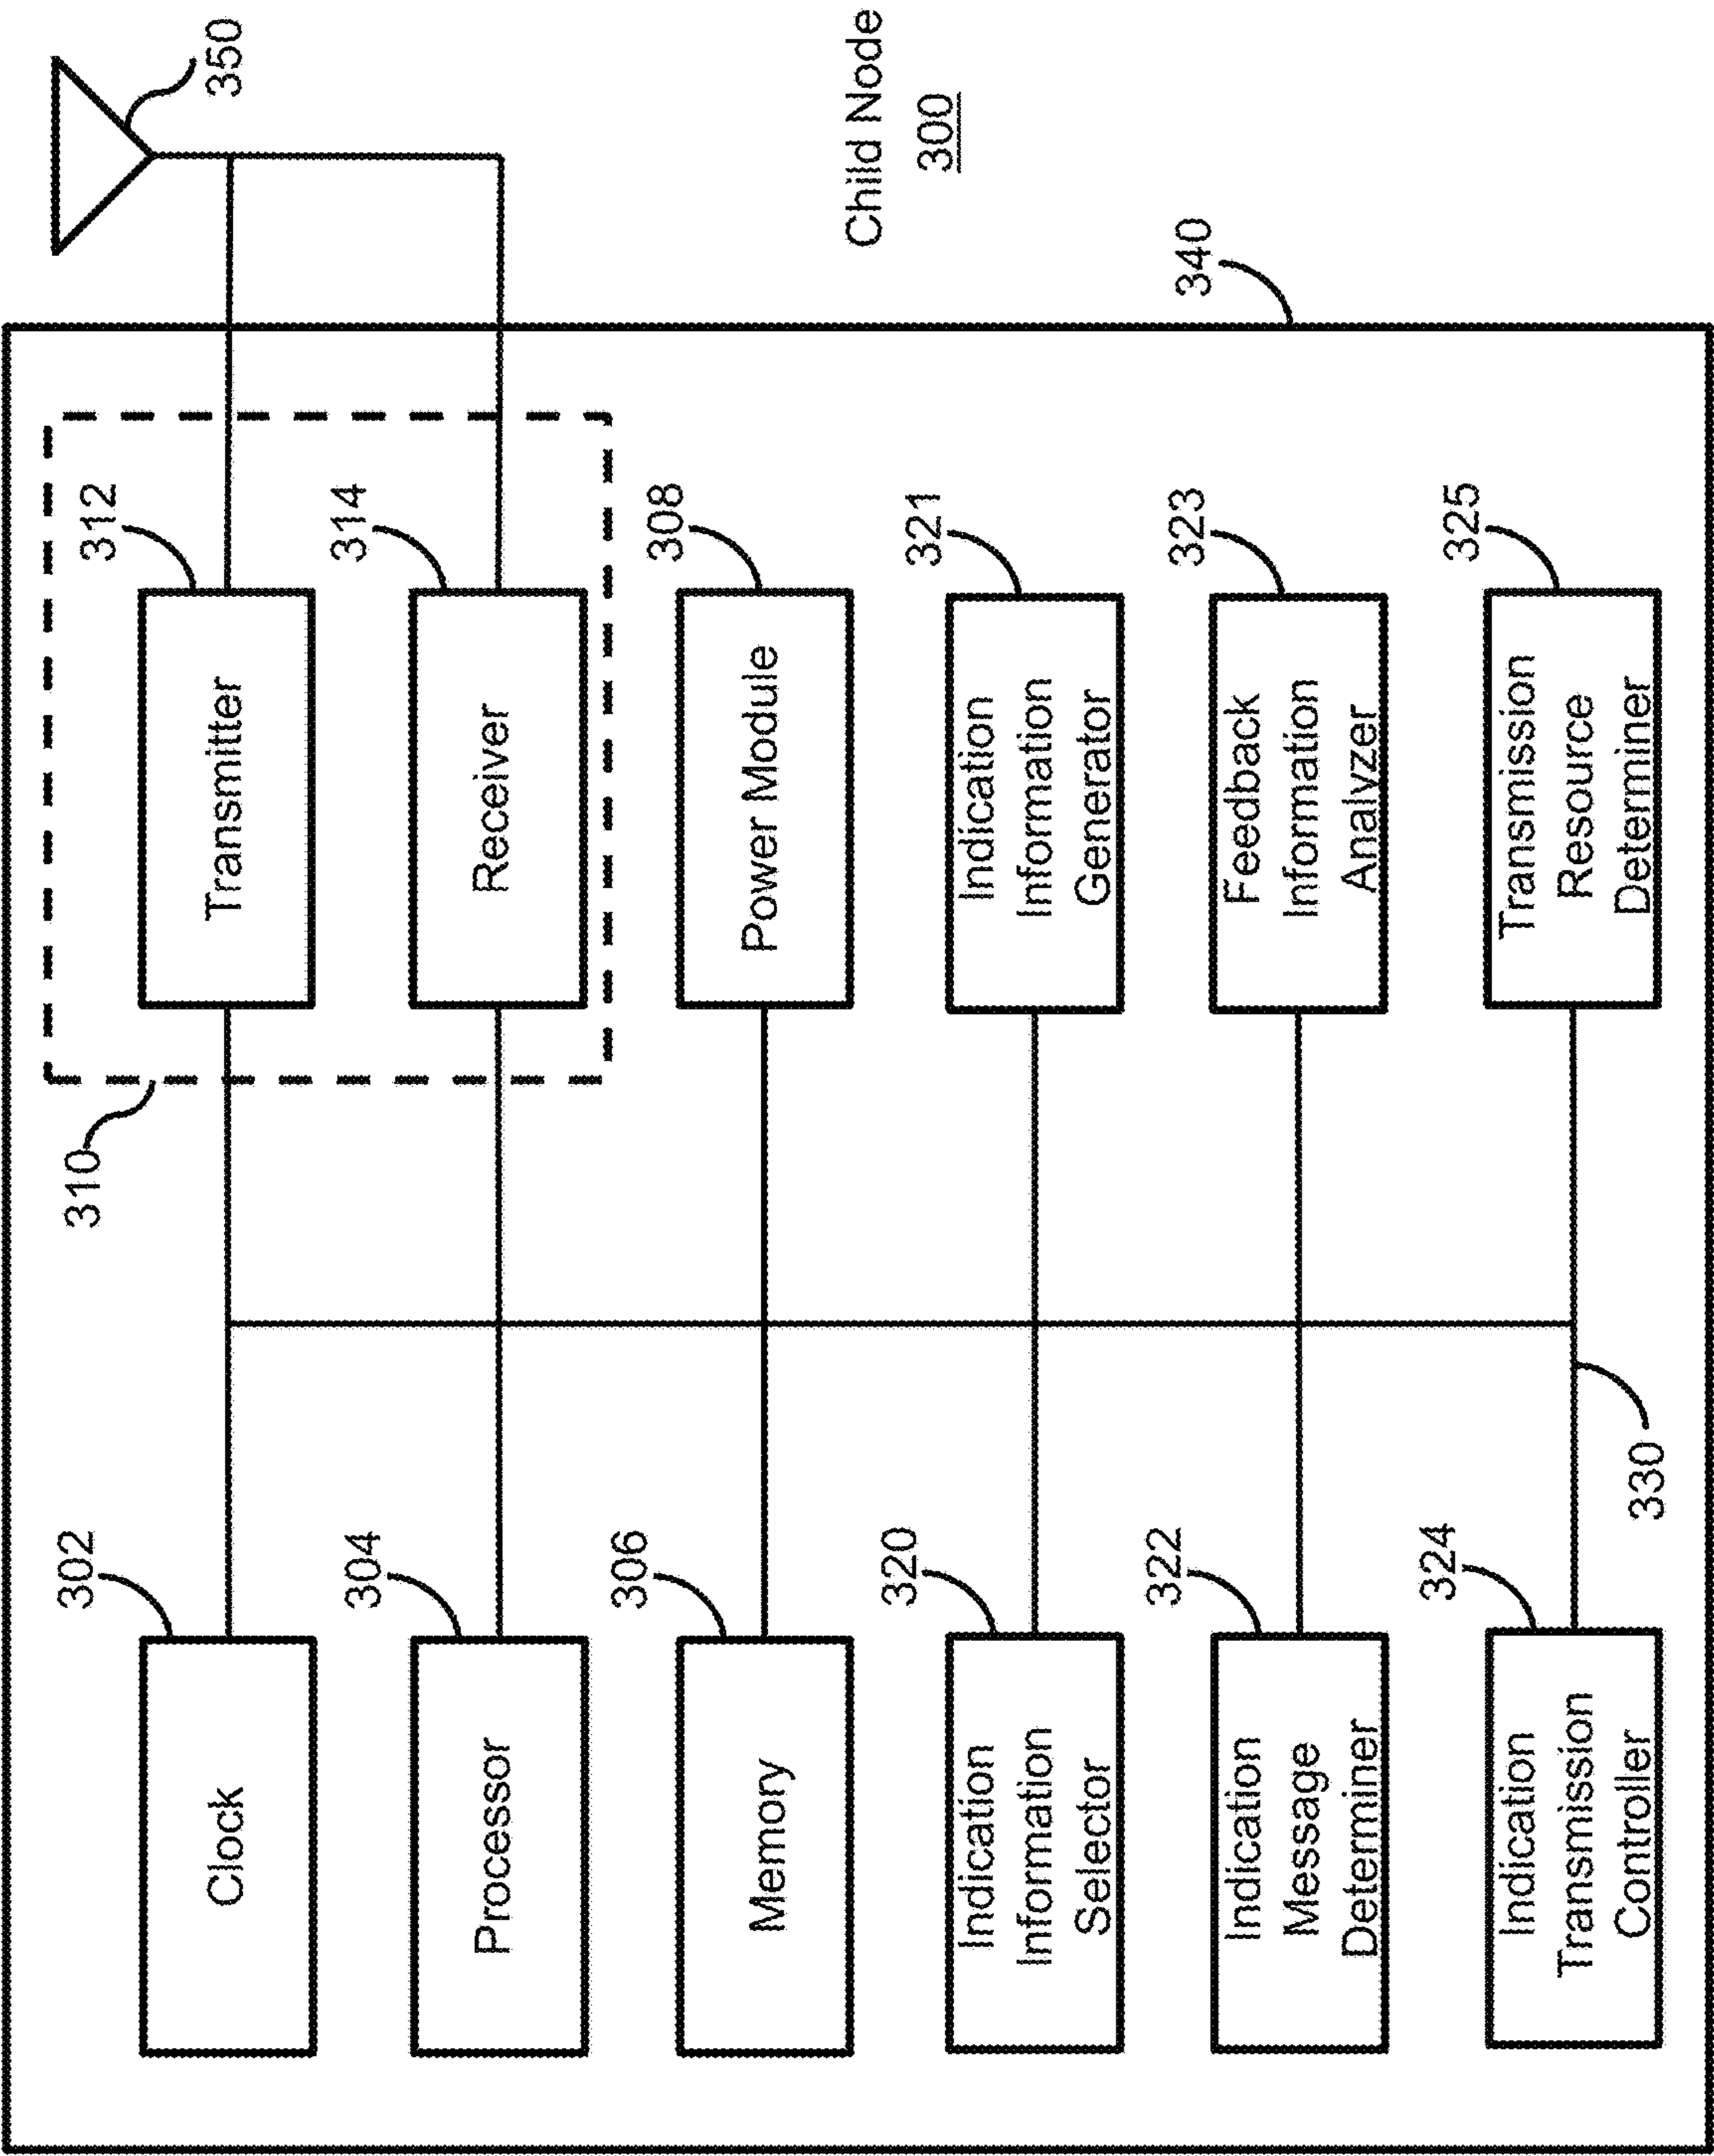 350
Child Node
300
340
302
Clock
310
312
Transmitter
304
Processor
314
Receiver
306
Memory
308
Power Module
320
Indication
Information
Selector
321
Indication
Information
Generator
322
Indication
Message
Determiner
323
Feedback
Information
Analyzer
324
Indication
Transmission
Controller
325
Transmission
Resource
Determiner
330